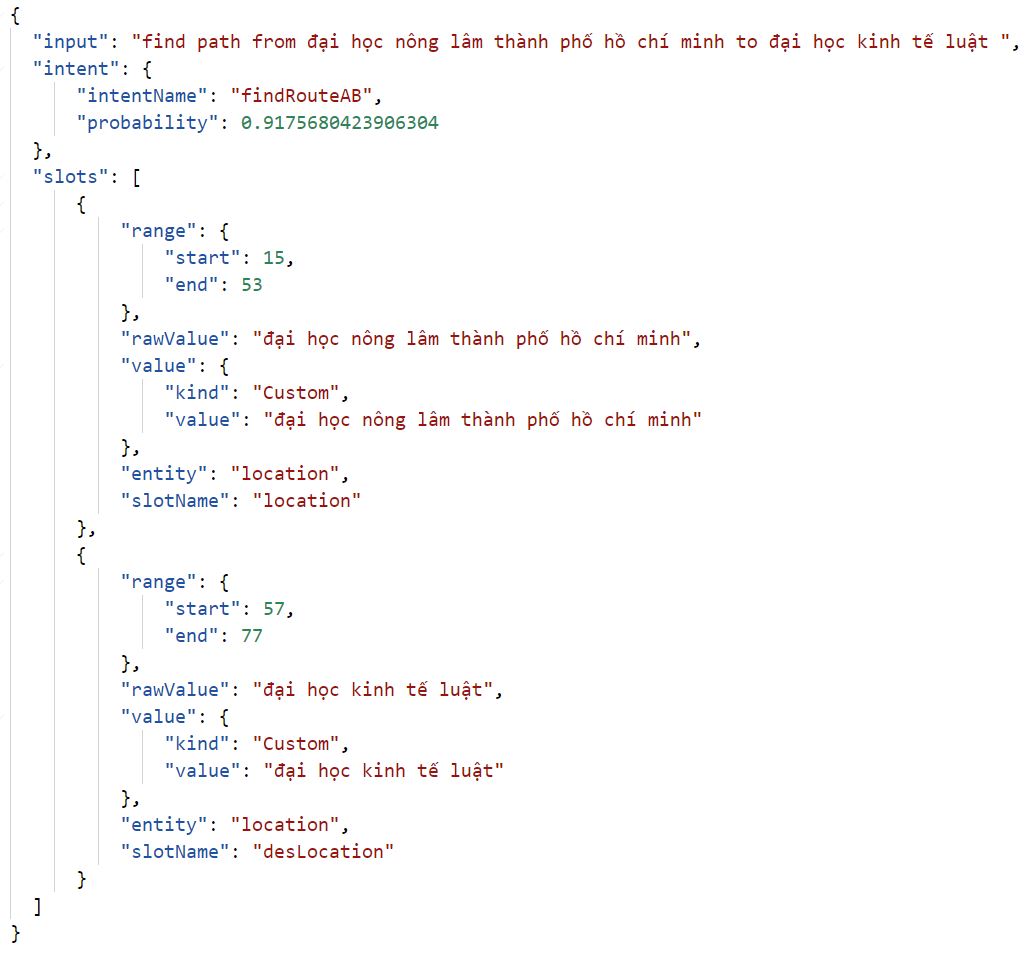 {
"input": "find path from đại học nông lâm thành phố hồ chí minh to đại học kinh tế luật ",
"intent": {
"intentName": "findRouteAB",
"probability": 0.9175680423906304
},
"slots": [
{
"range": {
"start": 15,
"end": 53
},
"rawValue": "đại học nông lâm thành phố hồ chí minh",
"value": {
"kind": "Custom",
"value": "đại học nông lâm thành phố hồ chí minh"
},
"entity": "location",
"slotName": "location"
},
{
"range": {
"start": 57,
"end": 77
},
"rawValue": "đại học kinh tế luật",
"value": {
"kind": "Custom",
"value": "đại học kinh tế luật"
},
"entity": "location",
"slotName": "desLocation"
}
]
}